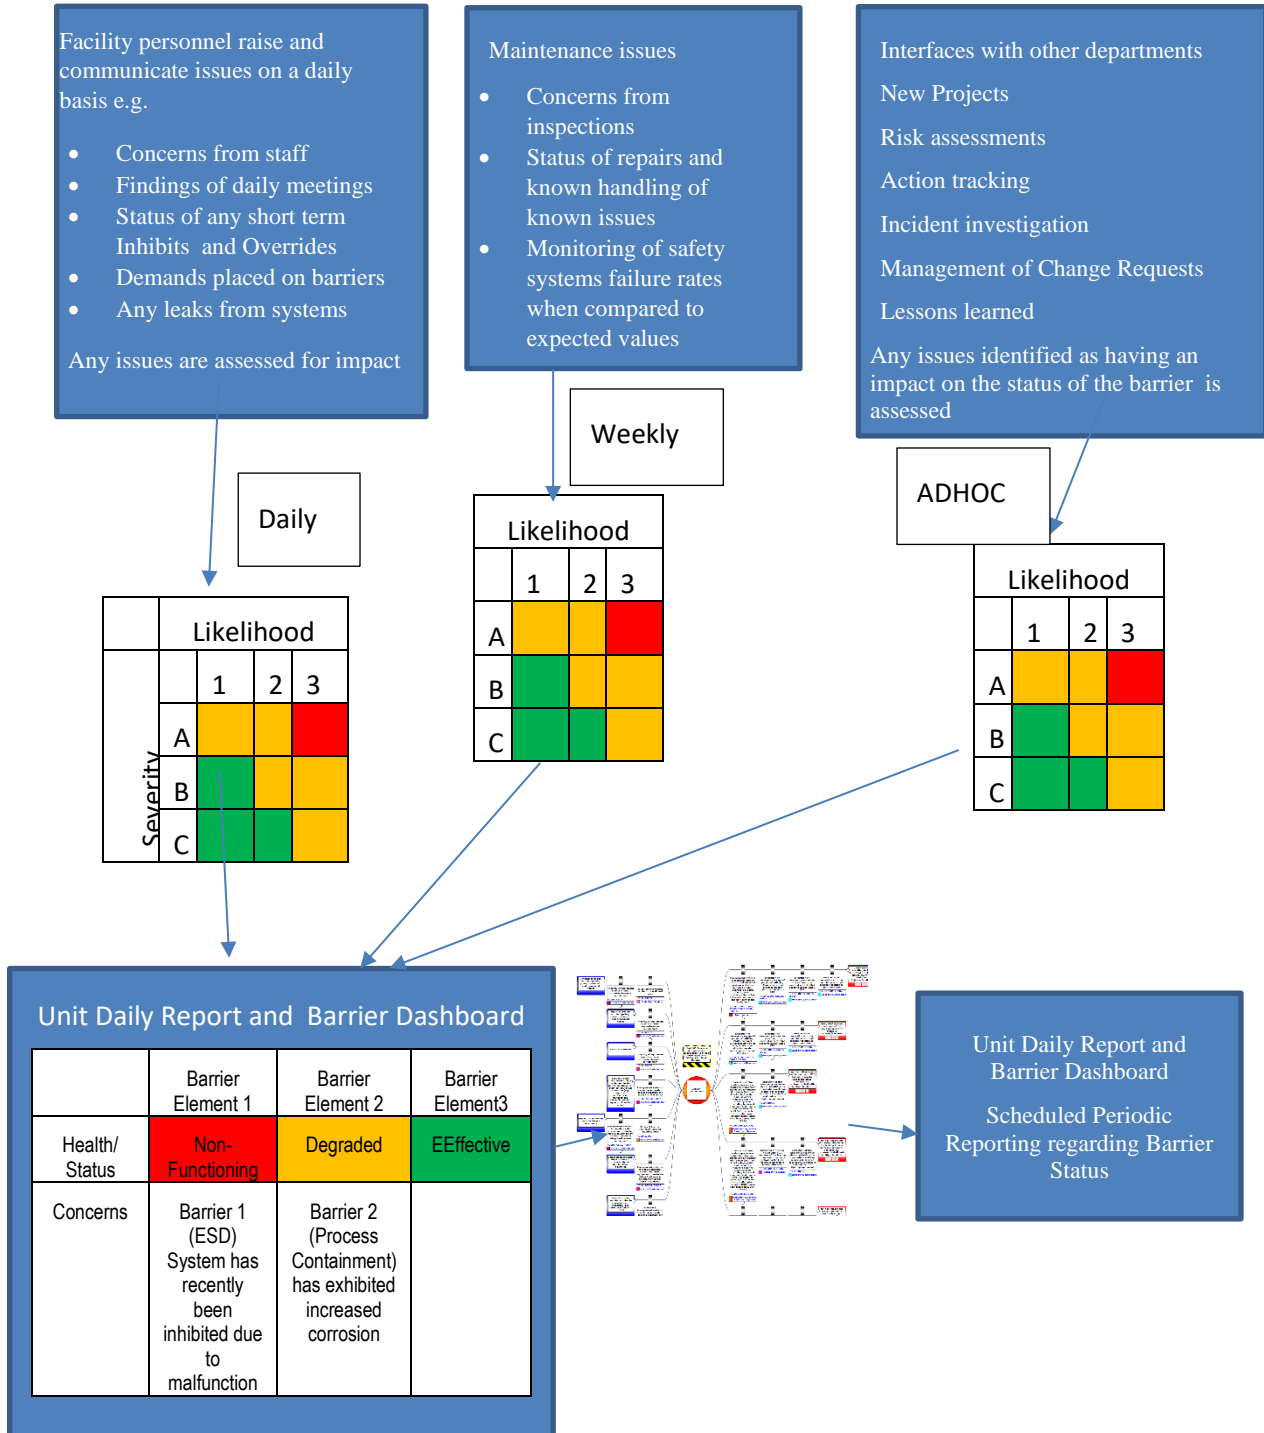 Facility personnel raise and
communicate issues on a daily
basis e.g.
• Concerns from staff
• Findings of daily meetings
• Status of any short term
Inhibits and Overrides
• Demands placed on barriers
• Any leaks from systems
Any issues are assessed for impact
Maintenance issues
• Concerns from
inspections
• Status of repairs and
known handling of
known issues
• Monitoring of safety
systems failure rates
when compared to
expected values
Interfaces with other departments
New Projects
Risk assessments
Action tracking
Incident investigation
Management of Change Requests
Lessons learned
Any issues identified as having an
impact on the status of the barrier is
assessed
Daily
Weekly
ADHOC
Likelihood
1 2 3
A
B
C
Severity
Likelihood
1 2 3
A
B
C
Likelihood
1 2 3
A
B
C
Unit Daily Report and Barrier Dashboard
Barrier
Element 1
Barrier
Element 2
Barrier
Element3
Health/
Status
Non-
Functioning
Degraded
EEffective
Concerns
Barrier 1
(ESD)
System has
recently
been
inhibited due
to
malfunction
Barrier 2
(Process
Containment)
has exhibited
increased
corrosion
Unit Daily Report and
Barrier Dashboard
Scheduled Periodic
Reporting regarding Barrier
Status